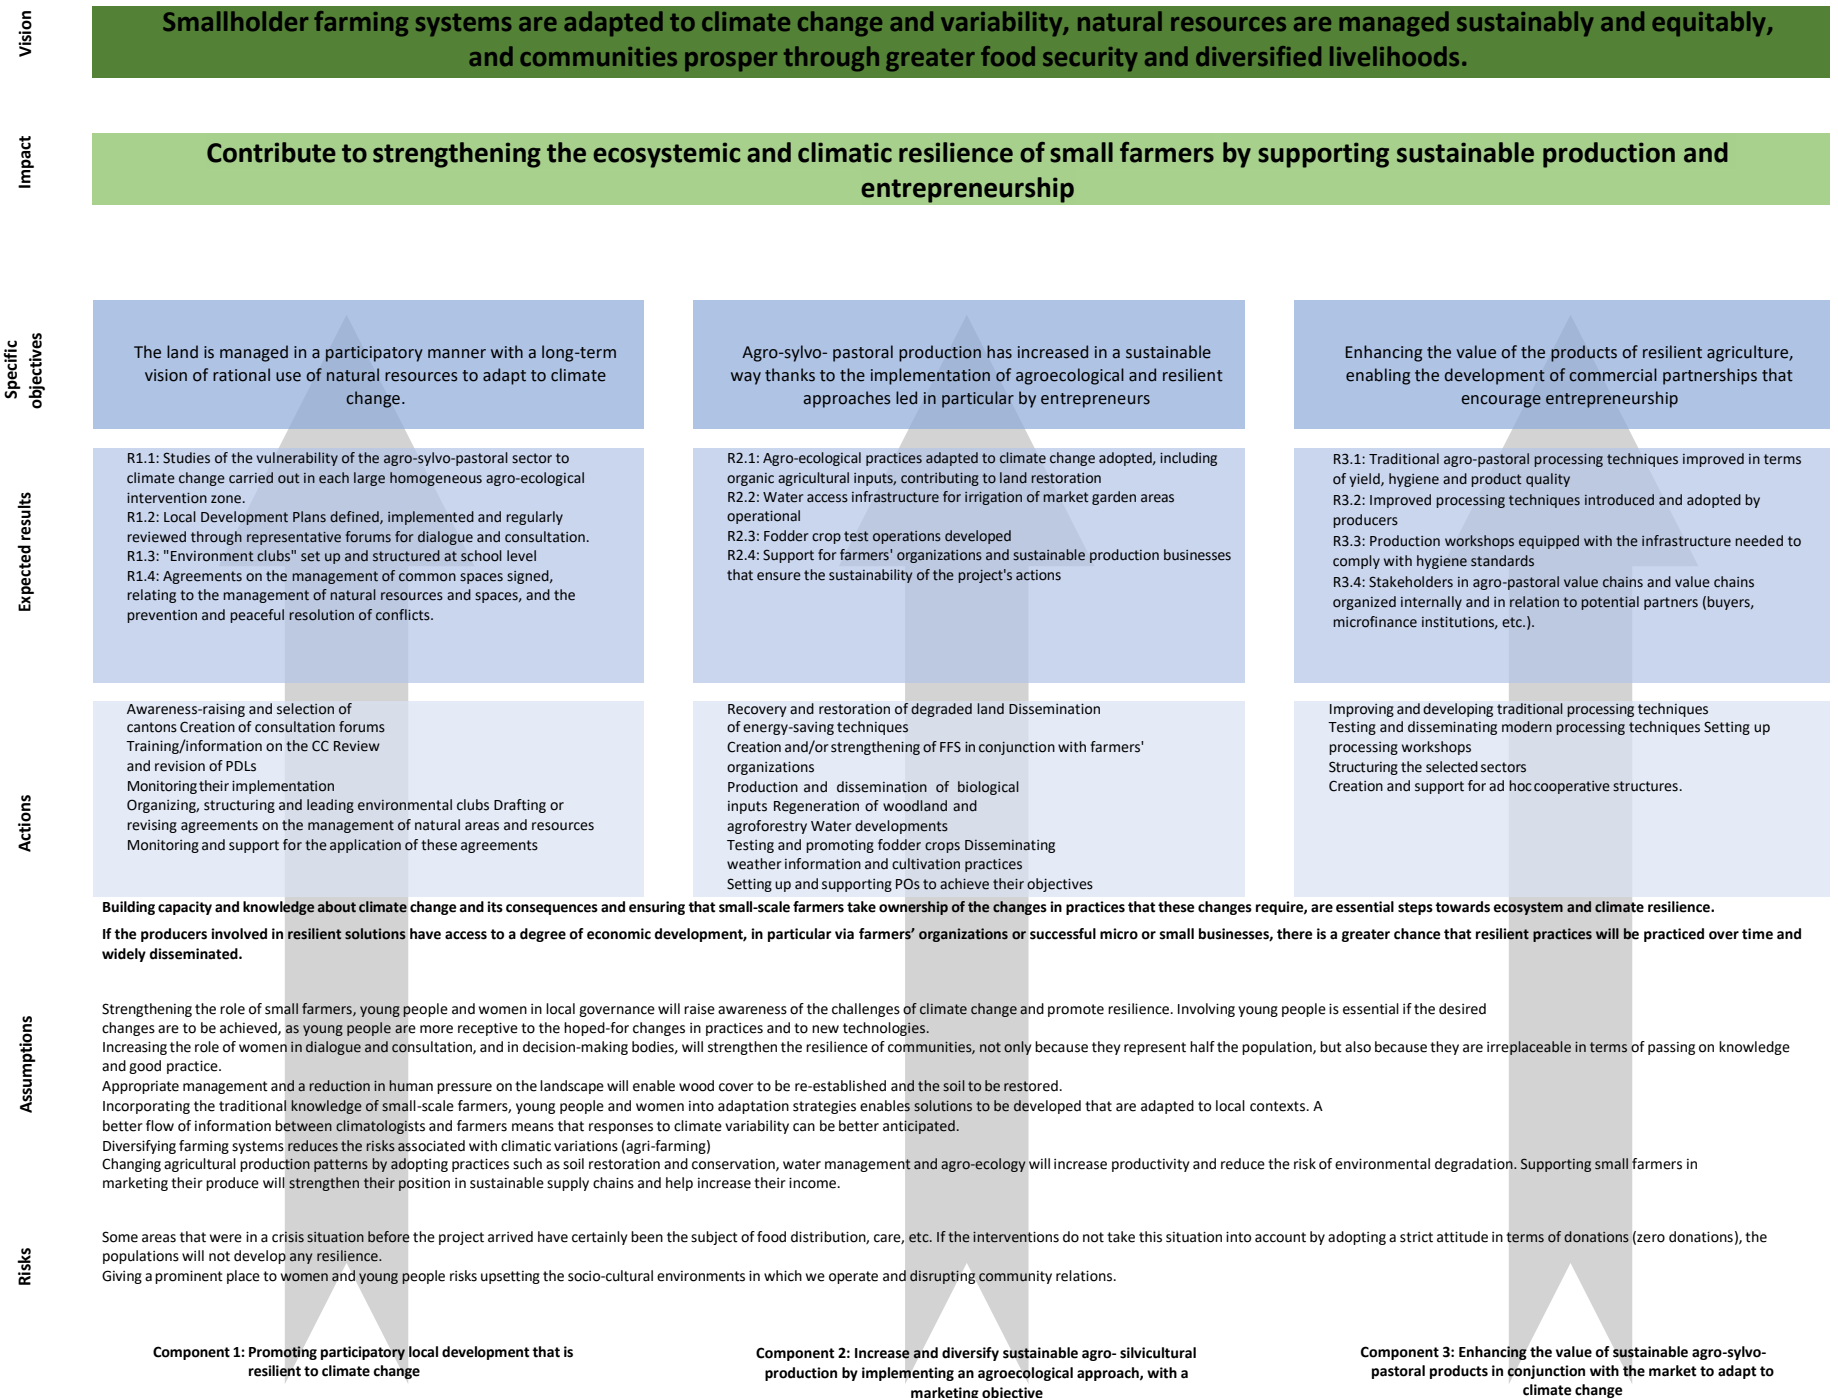 Vision
Smallholder farming systems are adapted to climate change and variability, natural resources are managed sustainably and equitably,
and communities prosper through greater food security and diversified livelihoods.
Impact
Contribute to strengthening the ecosystemic and climatic resilience of small farmers by supporting sustainable production and
entrepreneurship
Specific
objectives
The land is managed in a participatory manner with a long-term
vision of rational use of natural resources to adapt to climate
change.
Agro-sylvo- pastoral production has increased in a sustainable
way thanks to the implementation of agroecological and resilient
approaches led in particular by entrepreneurs
Enhancing the value of the products of resilient agriculture,
enabling the development of commercial partnerships that
encourage entrepreneurship
Expected results
R1.1: Studies of the vulnerability of the agro-sylvo-pastoral sector to
climate change carried out in each large homogeneous agro-ecological
intervention zone.
R1.2: Local Development Plans defined, implemented and regularly
reviewed through representative forums for dialogue and consultation.
R1.3: "Environment clubs" set up and structured at school level
R1.4: Agreements on the management of common spaces signed,
relating to the management of natural resources and spaces, and the
prevention and peaceful resolution of conflicts.
R2.1: Agro-ecological practices adapted to climate change adopted, including
organic agricultural inputs, contributing to land restoration
R2.2: Water access infrastructure for irrigation of market garden areas
operational
R2.3: Fodder crop test operations developed
R2.4: Support for farmers' organizations and sustainable production businesses
that ensure the sustainability of the project's actions
R3.1: Traditional agro-pastoral processing techniques improved in terms
of yield, hygiene and product quality
R3.2: Improved processing techniques introduced and adopted by
producers
R3.3: Production workshops equipped with the infrastructure needed to
comply with hygiene standards
R3.4: Stakeholders in agro-pastoral value chains and value chains
organized internally and in relation to potential partners (buyers,
microfinance institutions, etc.).
Actions
Awareness-raising and selection of
cantons Creation of consultation forums
Training/information on the CC Review
and revision of PDLs
Monitoring their implementation
Organizing, structuring and leading environmental clubs Drafting or
revising agreements on the management of natural areas and resources
Monitoring and support for the application of these agreements
Recovery and restoration of degraded land Dissemination
of energy-saving techniques
Creation and/or strengthening of FFS in conjunction with farmers'
organizations
Production and dissemination of biological
inputs Regeneration of woodland and
agroforestry Water developments
Testing and promoting fodder crops Disseminating
weather information and cultivation practices
Setting up and supporting POs to achieve their objectives
Improving and developing traditional processing techniques
Testing and disseminating modern processing techniques Setting up
processing workshops
Structuring the selected sectors
Creation and support for ad hoc cooperative structures.
Building capacity and knowledge about climate change and its consequences and ensuring that small-scale farmers take ownership of the changes in practices that these changes require, are essential steps towards ecosystem and climate resilience.
If the producers involved in resilient solutions have access to a degree of economic development, in particular via farmers’ organizations or successful micro or small businesses, there is a greater chance that resilient practices will be practiced over time and
widely disseminated.
Assumptions
Strengthening the role of small farmers, young people and women in local governance will raise awareness of the challenges of climate change and promote resilience. Involving young people is essential if the desired
changes are to be achieved, as young people are more receptive to the hoped-for changes in practices and to new technologies.
Increasing the role of women in dialogue and consultation, and in decision-making bodies, will strengthen the resilience of communities, not only because they represent half the population, but also because they are irreplaceable in terms of passing on knowledge
and good practice.
Appropriate management and a reduction in human pressure on the landscape will enable wood cover to be re-established and the soil to be restored.
Incorporating the traditional knowledge of small-scale farmers, young people and women into adaptation strategies enables solutions to be developed that are adapted to local contexts. A
better flow of information between climatologists and farmers means that responses to climate variability can be better anticipated.
Diversifying farming systems reduces the risks associated with climatic variations (agri-farming)
Changing agricultural production patterns by adopting practices such as soil restoration and conservation, water management and agro-ecology will increase productivity and reduce the risk of environmental degradation. Supporting small farmers in
marketing their produce will strengthen their position in sustainable supply chains and help increase their income.
Risks
Some areas that were in a crisis situation before the project arrived have certainly been the subject of food distribution, care, etc. If the interventions do not take this situation into account by adopting a strict attitude in terms of donations (zero donations), the
populations will not develop any resilience.
Giving a prominent place to women and young people risks upsetting the socio-cultural environments in which we operate and disrupting community relations.
Component 1: Promoting participatory local development that is
resilient to climate change
Component 2: Increase and diversify sustainable agro- silvicultural
production by implementing an agroecological approach, with a
marketing objective
Component 3: Enhancing the value of sustainable agro-sylvo-
pastoral products in conjunction with the market to adapt to
climate change